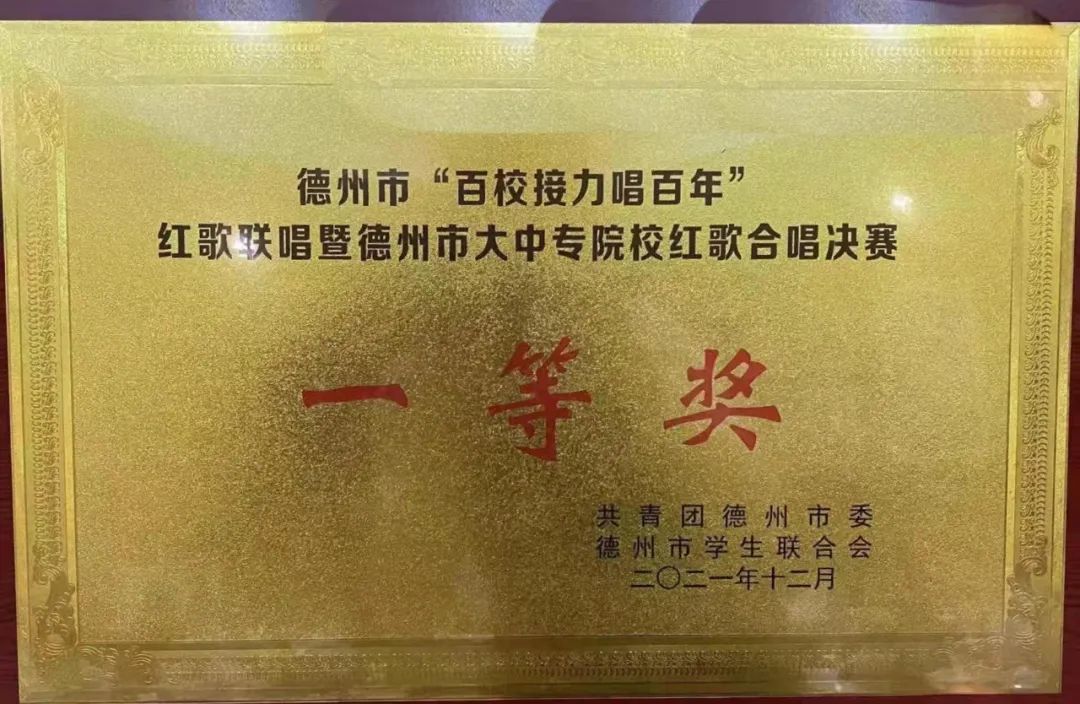 德州市“百校接力唱百年”
红歌联唱暨德州市大中专院校红歌合唱决赛
一等奖
共青团德州市委
德州市学生联合会
二〇二一年十二月